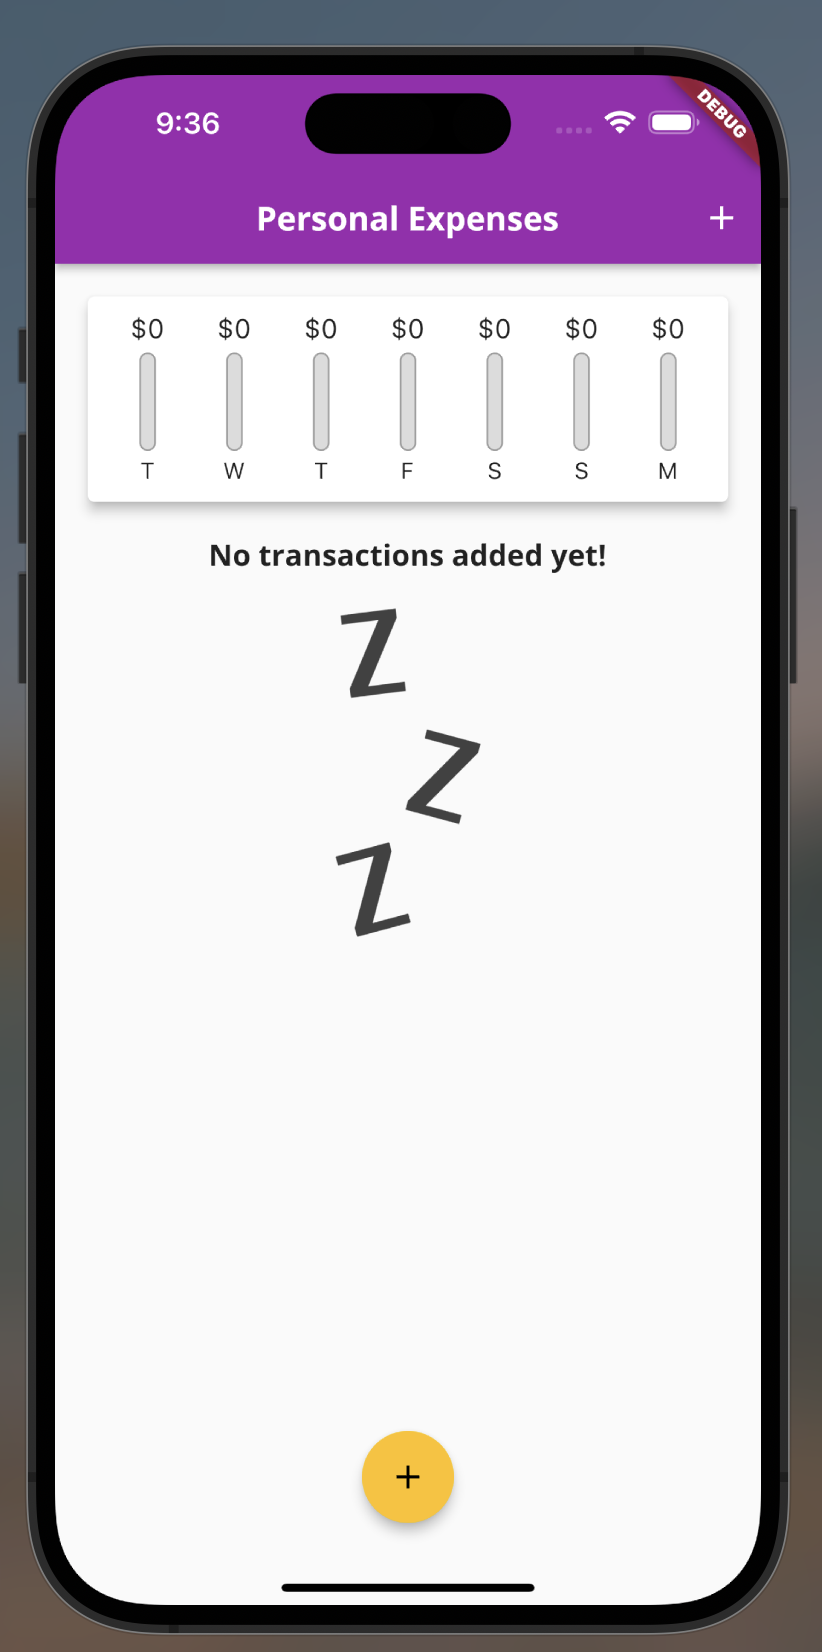 9:36
DEBUG
Personal Expenses +
$0 $0 $0 $0 $0 $0 $0
T W T F S S M
No transactions added yet!
Z
Z
Z
+